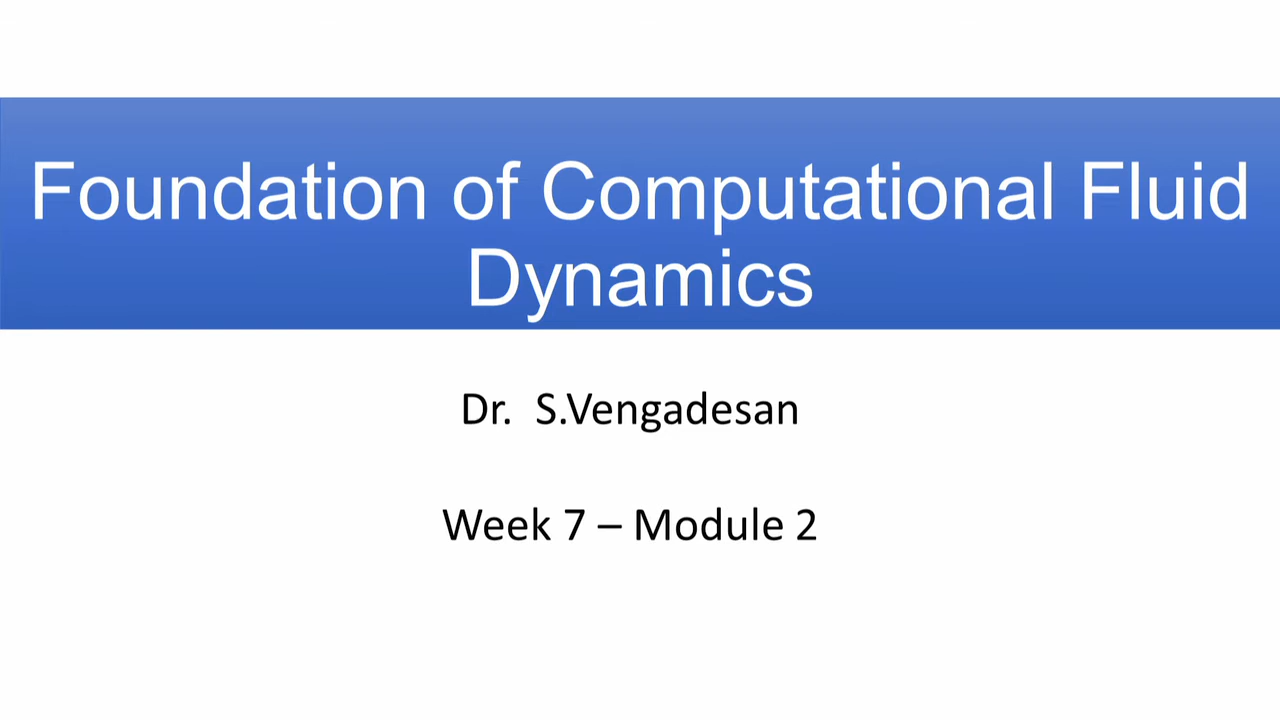 Foundation of Computational Fluid
Dynamics
Dr. S.Vengadesan
Week 7 – Module 2